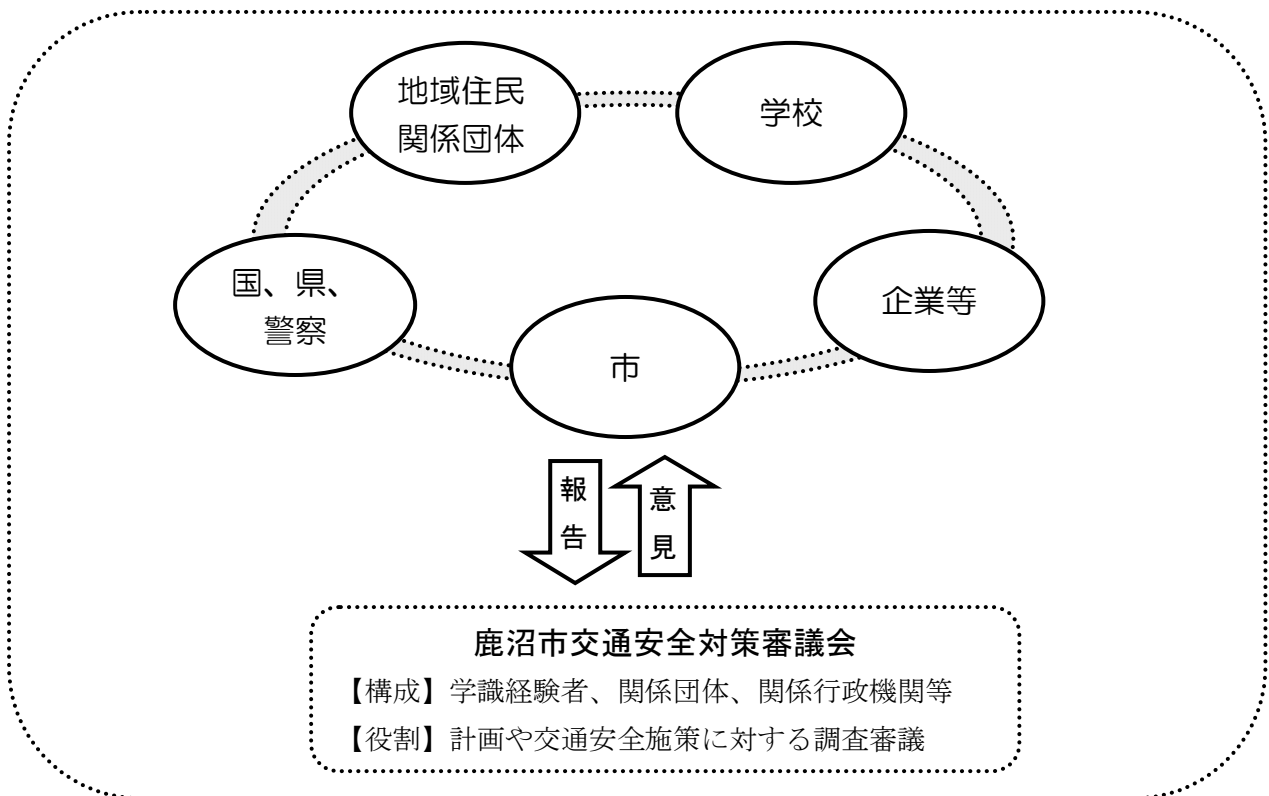 地域住民
関係団体
学校
国、県、
警察
企業等
市
報告
意見
鹿沼市交通安全対策審議会
【構成】学識経験者、関係団体、関係行政機関等
【役割】計画や交通安全施策に対する調査審議